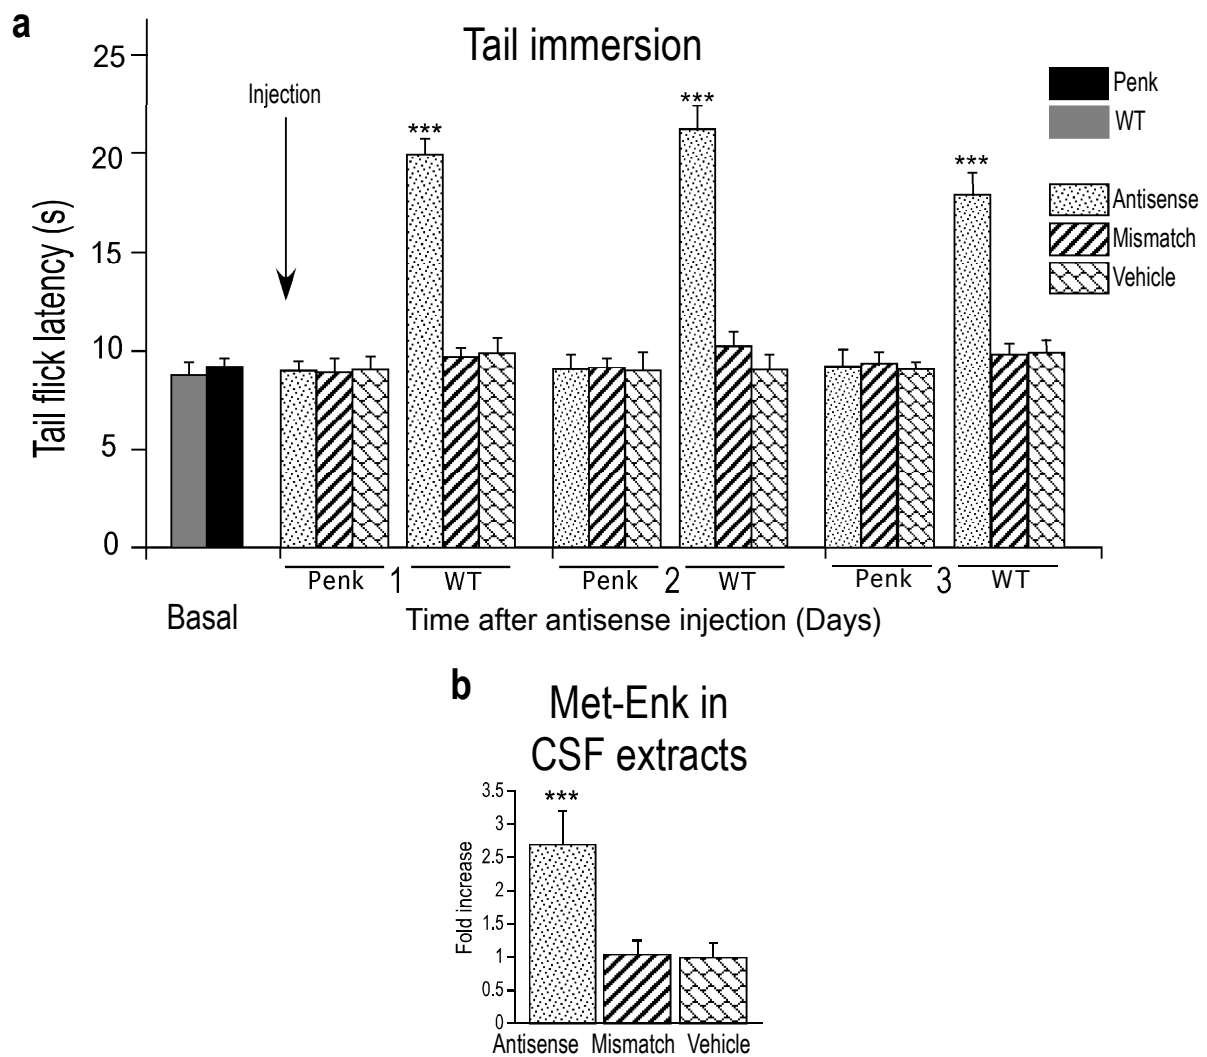 a
Tail immersion
25
20
15
10
5
0
Tail flick latency (s)
Injection
***
***
***
Penk
WT
Antisense
Mismatch
Vehicle
Penk 1 WT Penk 2 WT Penk 3 WT
Basal
Time after antisense injection (Days)
b
Met-Enk in
CSF extracts
3.5
3
2.5
2
1.5
1
0.5
0
Fold increase
***
Antisense Mismatch Vehicle